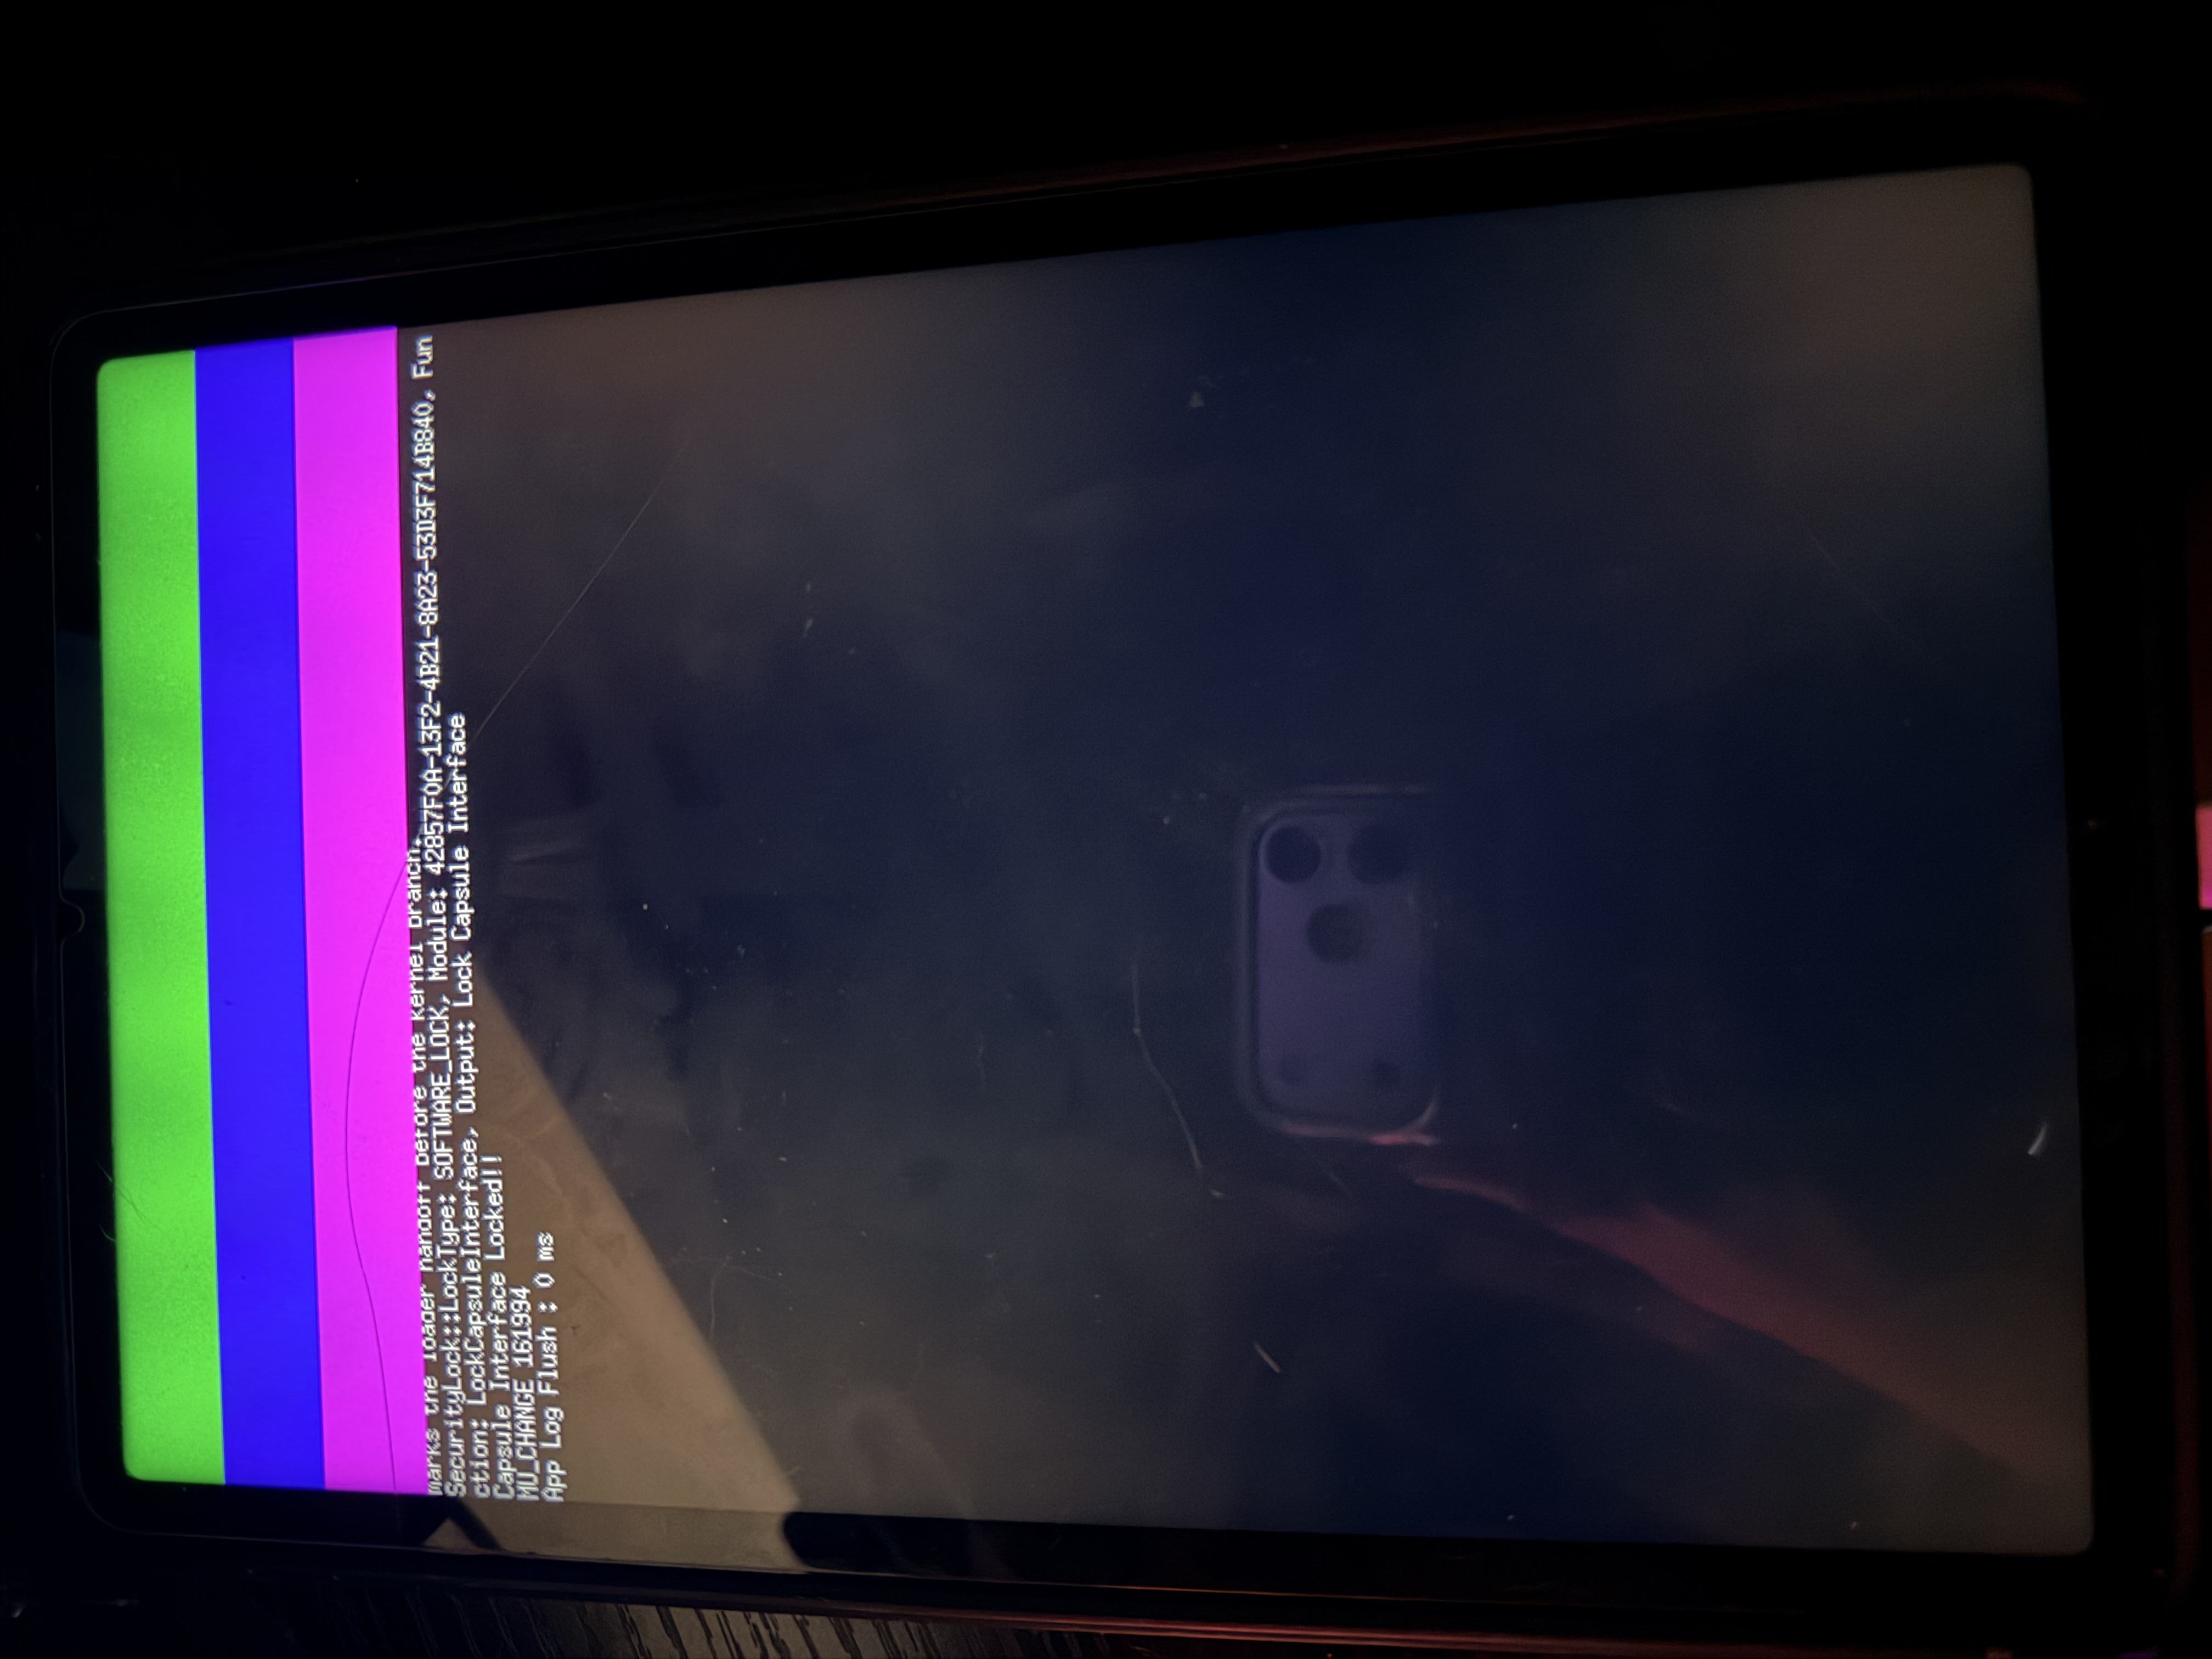 marks the loader handoff before the kernel branch.
SecurityLock::LockType: SOFTWARE_LOCK, Module: 42857F0A-13F2-4B21-8A23-53D3F714B840, Fun
ction: LockCapsuleInterface, Output: Lock Capsule Interface
Capsule Interface Locked!!
MU_CHANGE 161994
App Log Flush : 0 ms